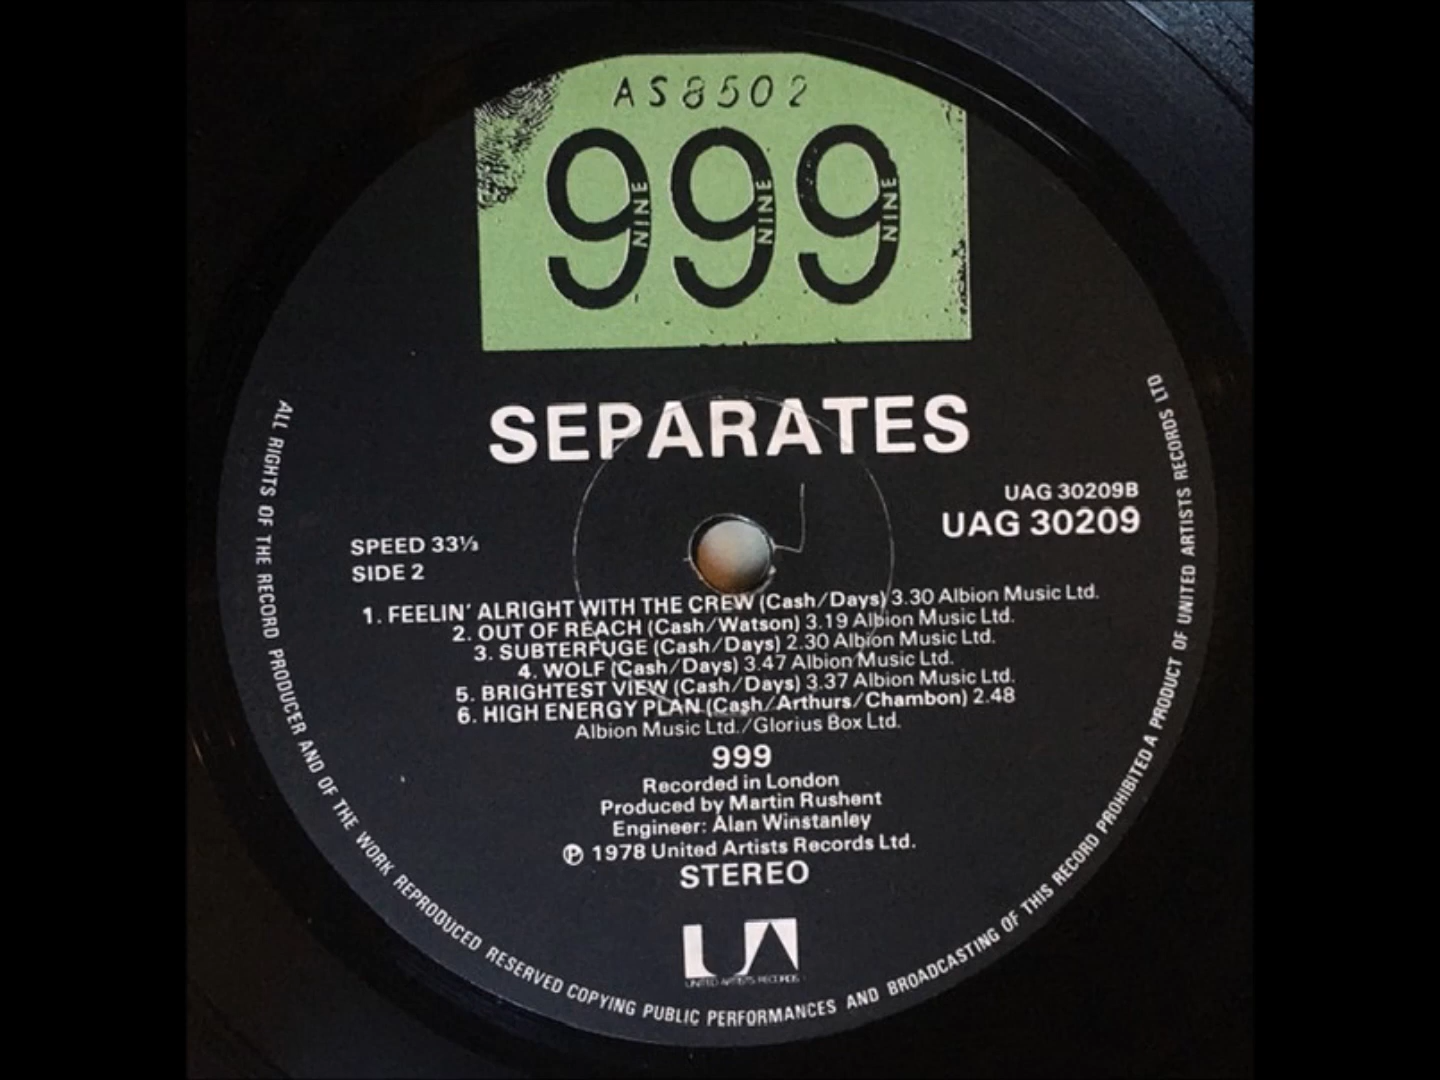 AS8502
999
NINE NINE NINE
SEPARATES
UAG 30209B
UAG 30209
SPEED 33⅓
SIDE 2
1. FEELIN' ALRIGHT WITH THE CREW (Cash/Days) 3.30 Albion Music Ltd.
2. OUT OF REACH (Cash/Watson) 3.19 Albion Music Ltd.
3. SUBTERFUGE (Cash/Days) 2.30 Albion Music Ltd.
4. WOLF (Cash/Days) 3.47 Albion Music Ltd.
5. BRIGHTEST VIEW (Cash/Days) 3.37 Albion Music Ltd.
6. HIGH ENERGY PLAN (Cash/Arthurs/Chambon) 2.48
Albion Music Ltd./Glorius Box Ltd.
999
Recorded in London
Produced by Martin Rushent
Engineer: Alan Winstanley
℗ 1978 United Artists Records Ltd.
STEREO
UA
UNITED ARTISTS RECORDS
ALL RIGHTS OF THE RECORD PRODUCER AND OF THE WORK REPRODUCED RESERVED COPYING PUBLIC PERFORMANCES AND BROADCASTING OF THIS RECORD PROHIBITED A PRODUCT OF UNITED ARTISTS RECORDS LTD